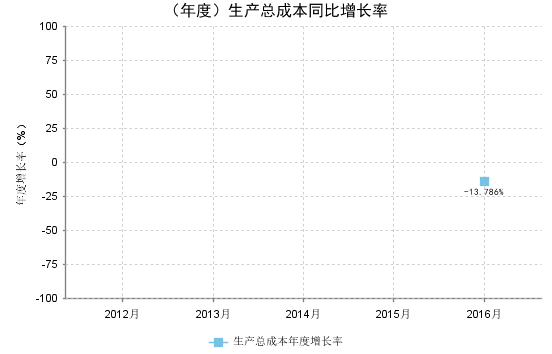 （年度）生产总成本同比增长率
年度增长率（%）
100
75
50
25
0
-25
-50
-75
-100
-13.786%
2012月
2013月
2014月
2015月
2016月
生产总成本年度增长率